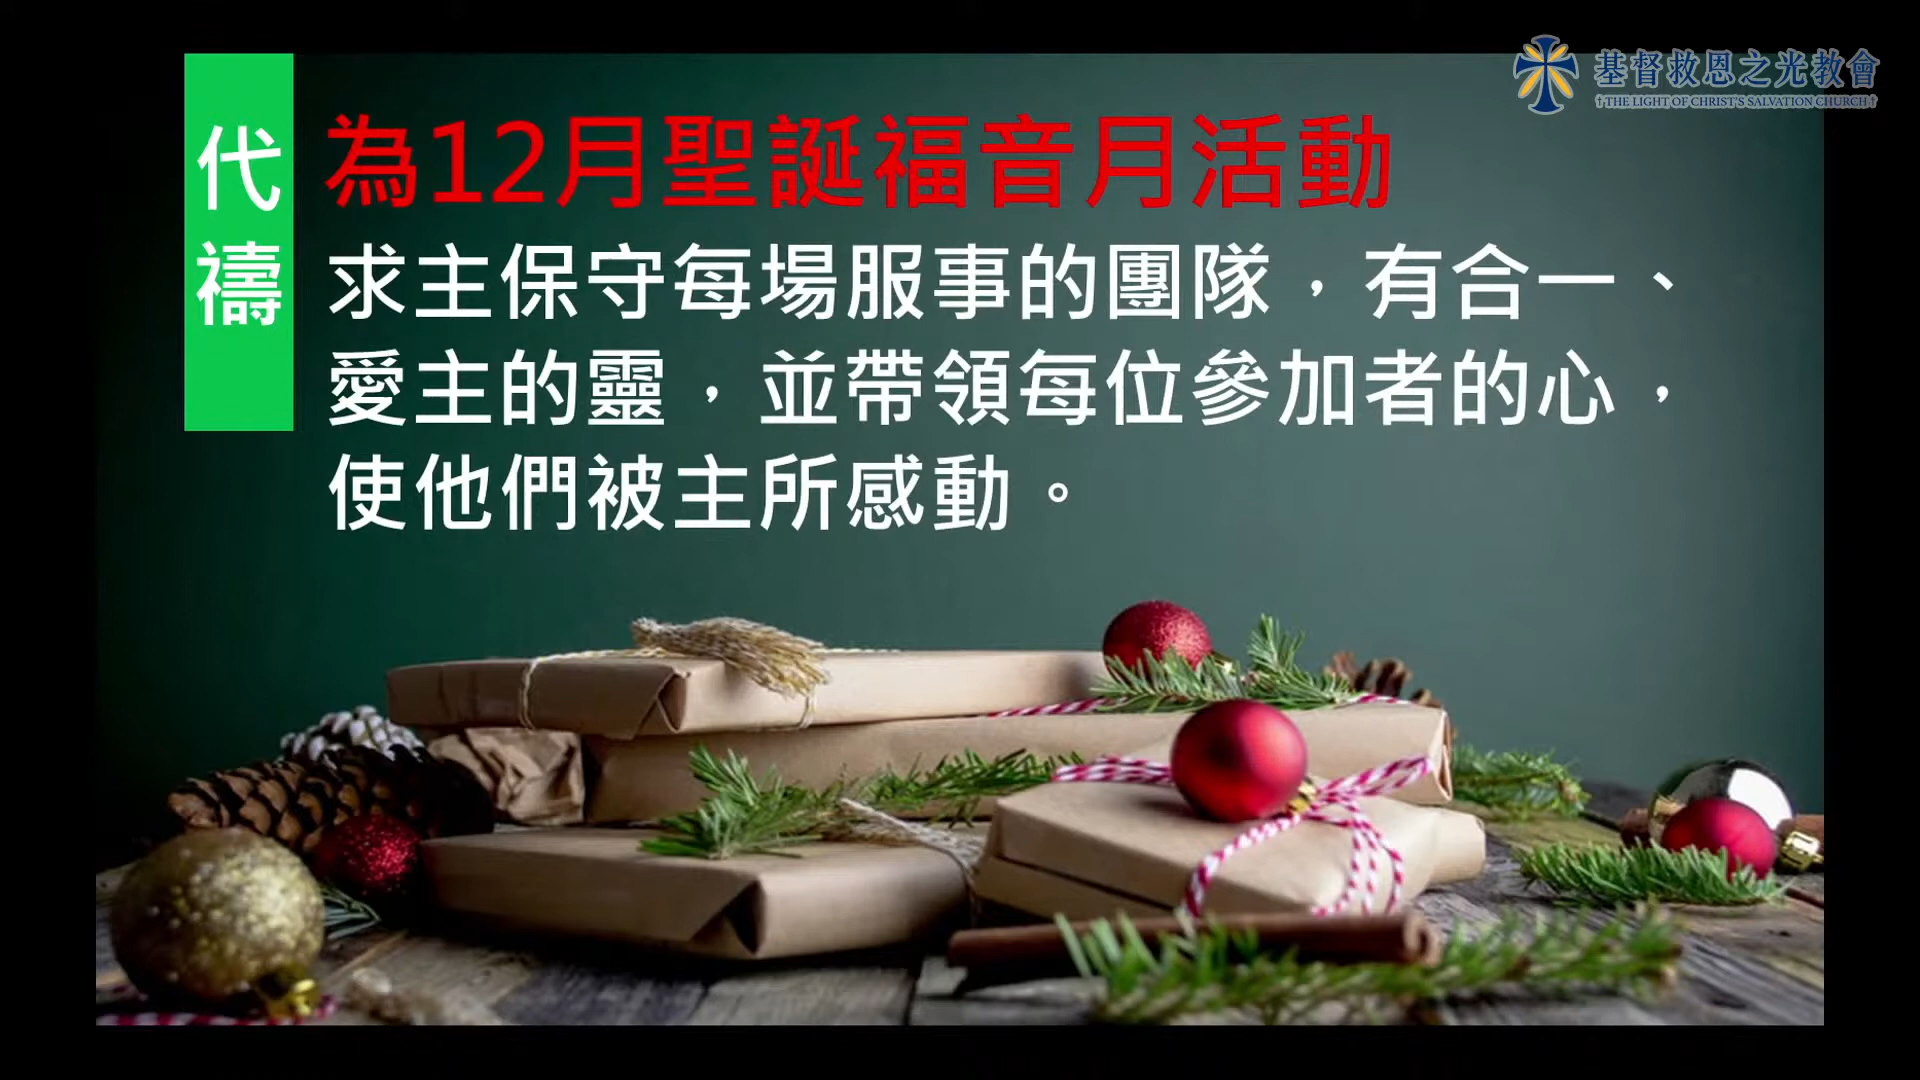 基督救恩之光教會
†THE LIGHT OF CHRIST'S SALVATION CHURCH†
代禱
為12月聖誕福音月活動
求主保守每場服事的團隊，有合一、
愛主的靈，並帶領每位參加者的心，
使他們被主所感動。